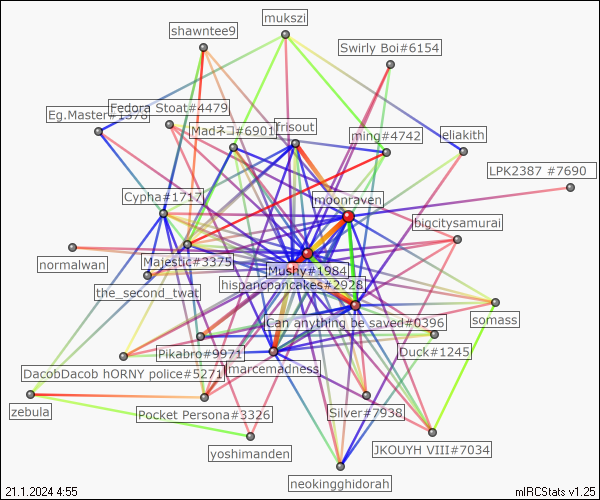 mukszi
shawntee9
Swirly Boi#6154
Fedora Stoat#4479
Eg.Master#1378
Madネコ#6901
frisout
ming#4742
eliakith
LPK2387 #7690
Cypha#1717
moonraven
bigcitysamurai
normalwan
Majestic#3375
Mushy#1984
the_second_twat
hispancpancakes#2928
somass
Can anything be saved#0396
Pikabro#9971
Duck#1245
DacobDacob hORNY police#5271
marcemadness
zebula
Pocket Persona#3326
Silver#7938
yoshimanden
JKOUYH VIII#7034
neokingghidorah
21.1.2024 4:55
mIRCStats v1.25